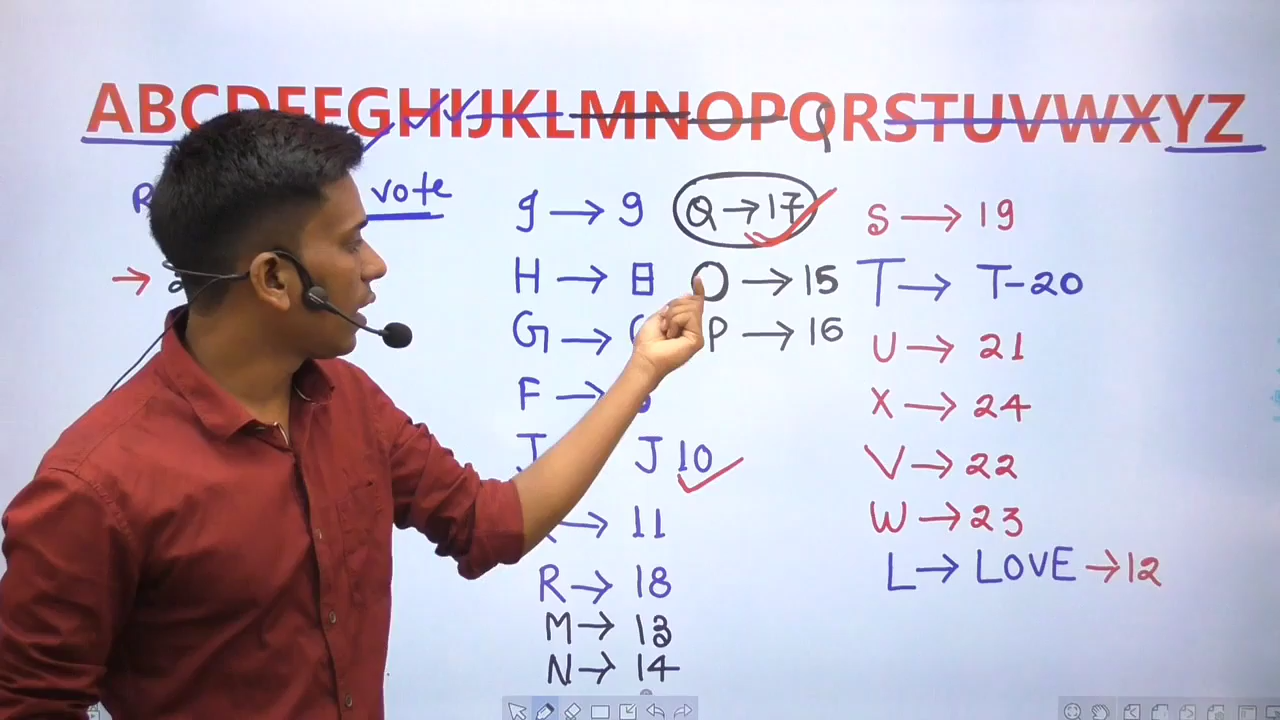 ABCDEFGHIJKLMNOPQRSTUVWXYZ
R vote
g → 9
H → 8
G →
F →
J 10
→ 11
R → 18
M → 13
N → 14
Q → 17
O → 15
P → 16
S → 19
T → T-20
U → 21
X → 24
V → 22
W → 23
L → LOVE → 12